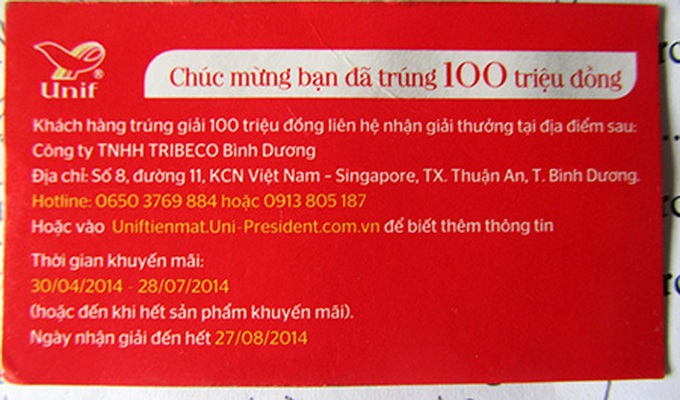 Unif®
Chúc mừng bạn đã trúng 100 triệu đồng
Khách hàng trúng giải 100 triệu đồng liên hệ nhận giải thưởng tại địa điểm sau:
Công ty TNHH TRIBECO Bình Dương
Địa chỉ: Số 8, đường 11, KCN Việt Nam - Singapore, TX. Thuận An, T. Bình Dương.
Hotline: 0650 3769 884 hoặc 0913 805 187
Hoặc vào Uniftienmat.Uni-President.com.vn để biết thêm thông tin
Thời gian khuyến mãi:
30/04/2014 - 28/07/2014
(hoặc đến khi hết sản phẩm khuyến mãi).
Ngày nhận giải đến hết 27/08/2014